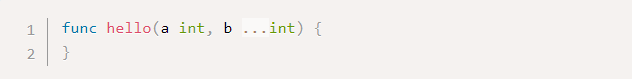 1 func hello(a int, b ...int) {
2 }